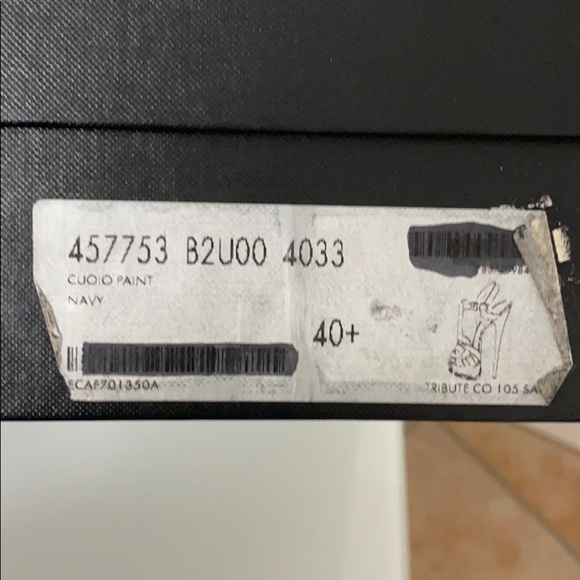 457753 B2U00 4033
CUOIO PAINT
NAVY
40+
ECAF701350A
TRIBUTE CO 105 SA